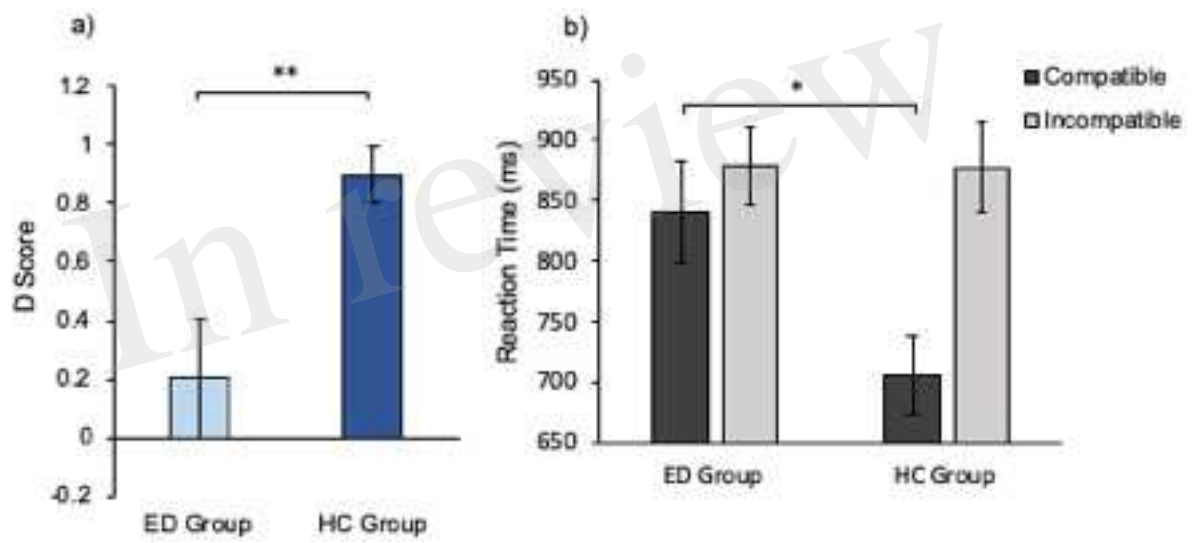 a)
**
1.2
1
0.8
0.6
0.4
0.2
0
-0.2
D Score
ED Group
HC Group
b)
*
950
900
850
800
750
700
650
Reaction Time (ms)
ED Group
HC Group
Compatible
Incompatible
In review